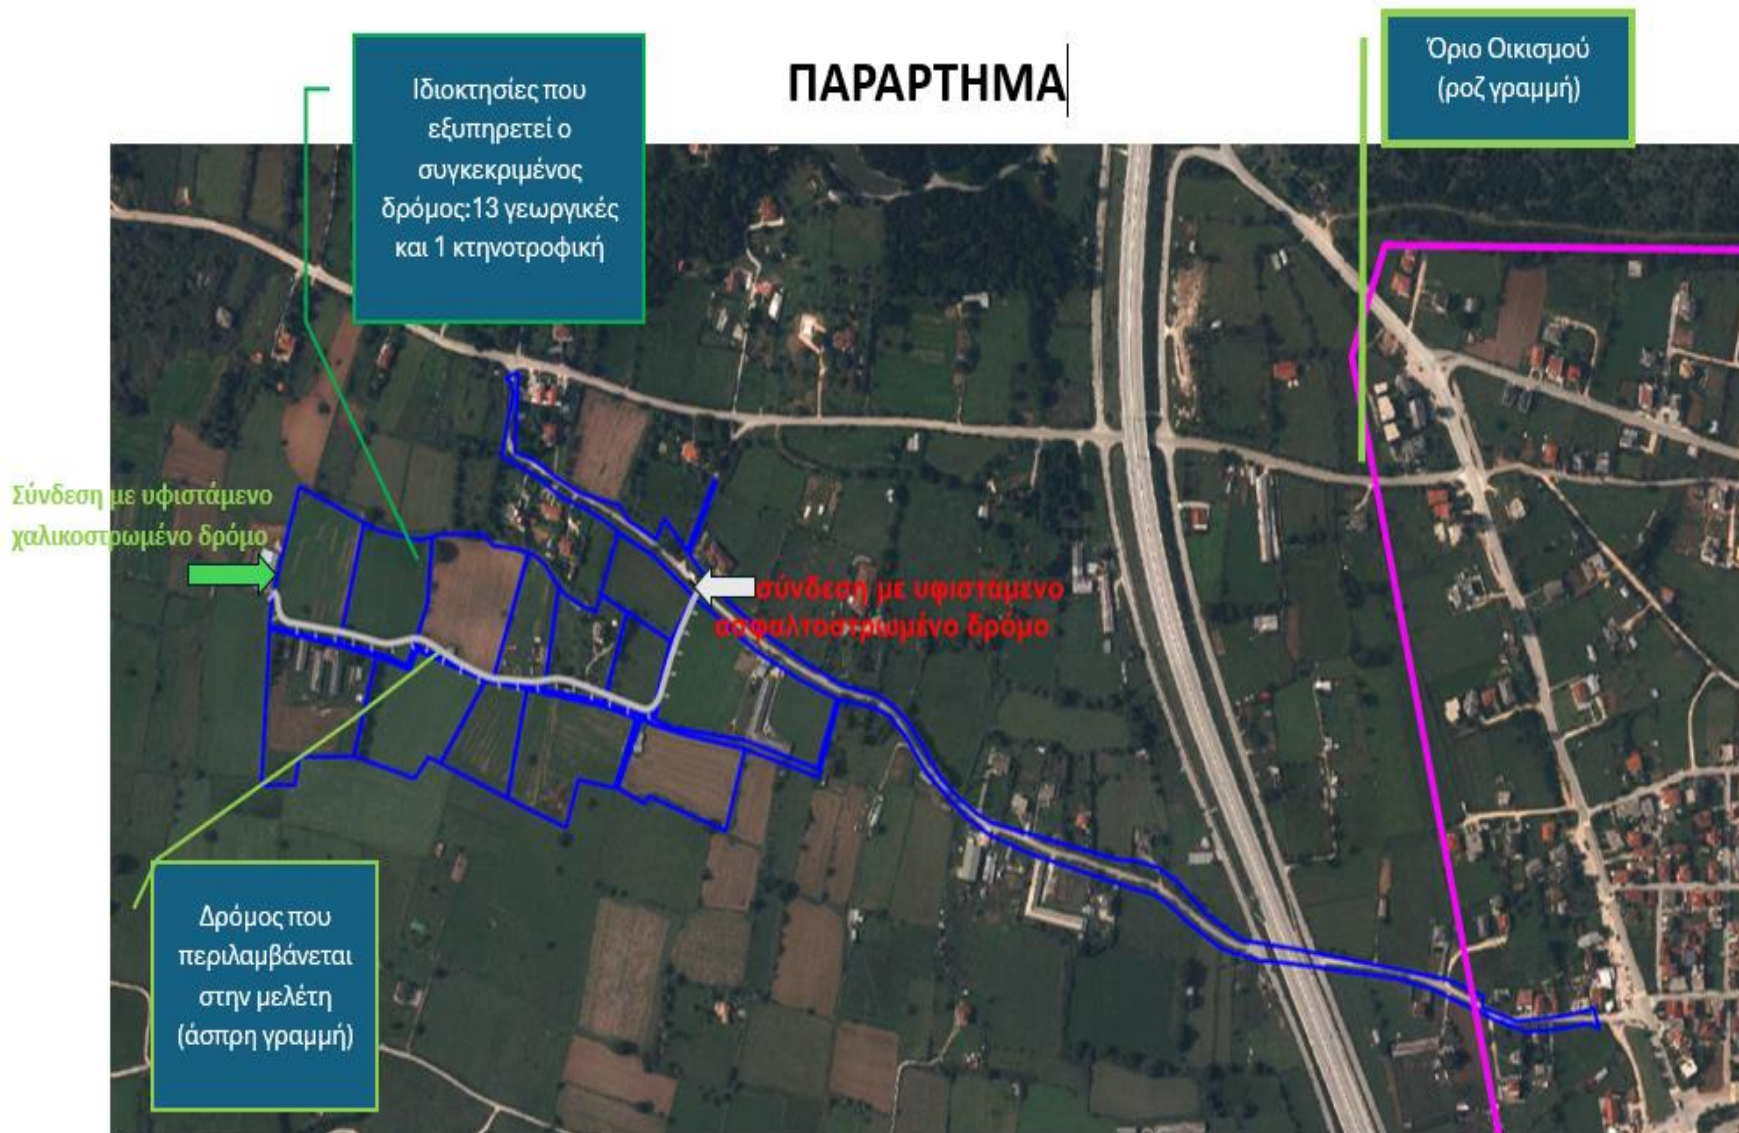 ΠΑΡΑΡΤΗΜΑ
Ιδιοκτησίες που
εξυπηρετεί ο
συγκεκριμένος
δρόμος:13 γεωργικές
και 1 κτηνοτροφική
Όριο Οικισμού
(ροζ γραμμή)
Σύνδεση με υφιστάμενο
χαλικοστρωμένο δρόμο
σύνδεση με υφιστάμενο
ασφαλτοστρωμένο δρόμο
Δρόμος που
περιλαμβάνεται
στην μελέτη
(άσπρη γραμμή)